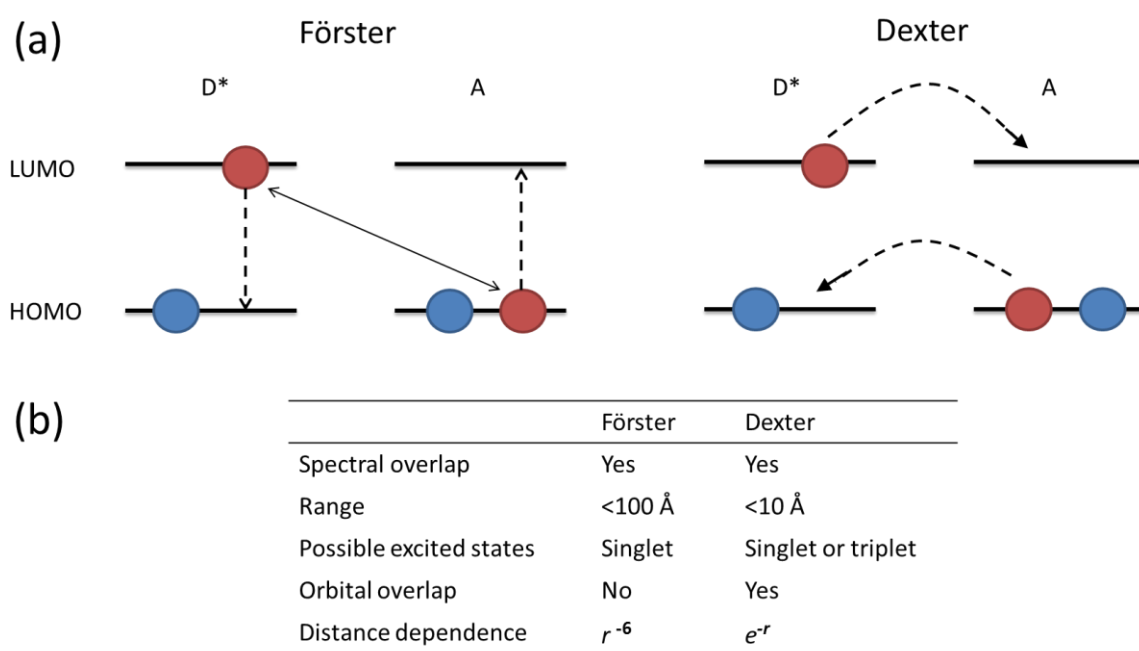 (a) Förster Dexter
D* A D* A
LUMO
HOMO
(b)
Förster Dexter
Spectral overlap Yes Yes
Range <100 Å <10 Å
Possible excited states Singlet Singlet or triplet
Orbital overlap No Yes
Distance dependence r⁻⁶ e⁻ʳ